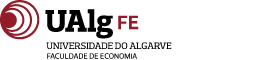 UAlg FE
UNIVERSIDADE DO ALGARVE
FACULDADE DE ECONOMIA